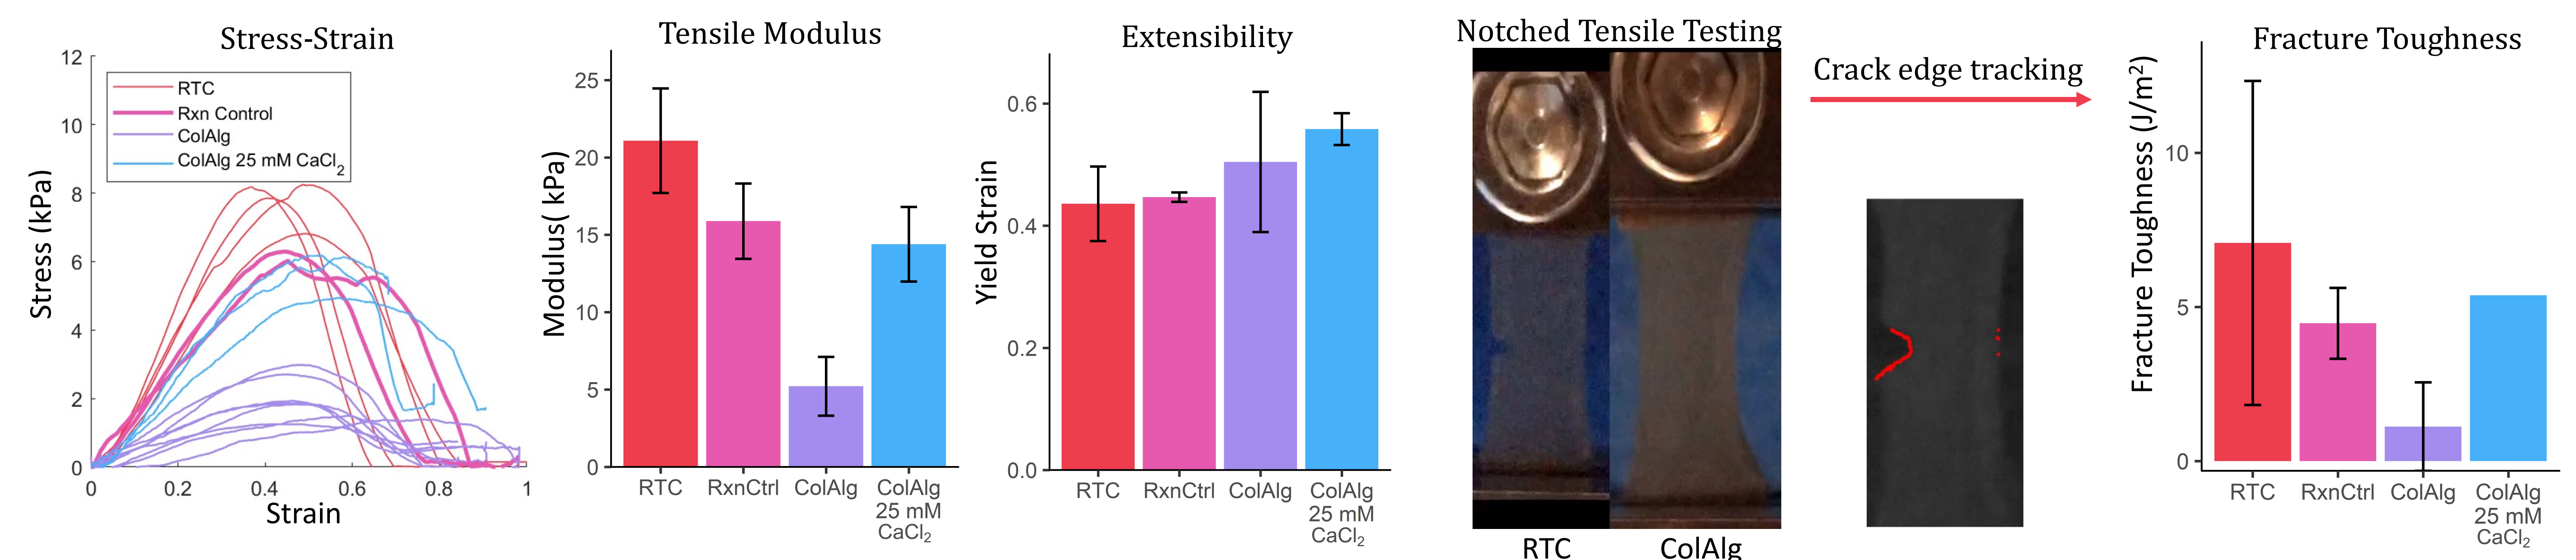 Stress-Strain
Stress (kPa)
12
10
8
6
4
2
0
RTC
Rxn Control
ColAlg
ColAlg 25 mM CaCl₂
0 0.2 0.4 0.6 0.8 1
Strain
Tensile Modulus
Modulus( kPa)
25
20
15
10
5
0
RTC RxnCtrl ColAlg ColAlg
25 mM
CaCl₂
Extensibility
Yield Strain
0.6
0.4
0.2
0.0
RTC RxnCtrl ColAlg ColAlg
25 mM
CaCl₂
Notched Tensile Testing
RTC ColAlg
Crack edge tracking
Fracture Toughness
Fracture Toughness (J/m²)
10
5
0
RTC RxnCtrl ColAlg ColAlg
25 mM
CaCl₂